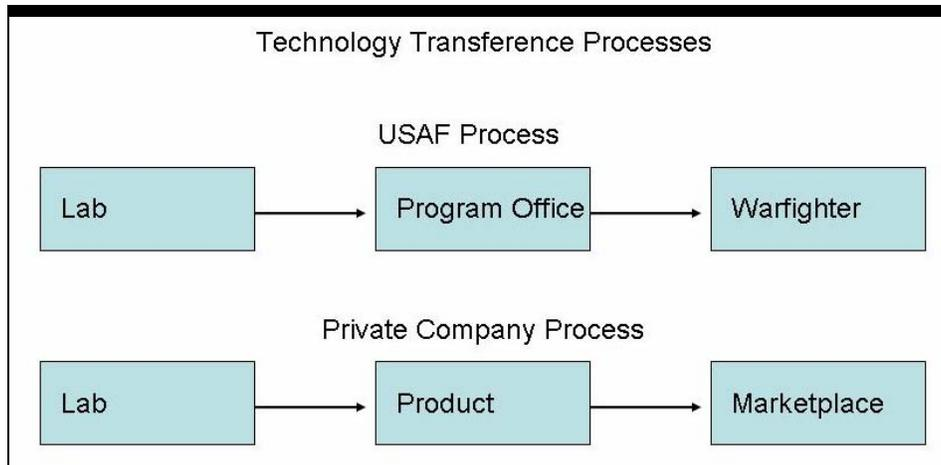 Technology Transference Processes
USAF Process
Lab
Program Office
Warfighter
Private Company Process
Lab
Product
Marketplace